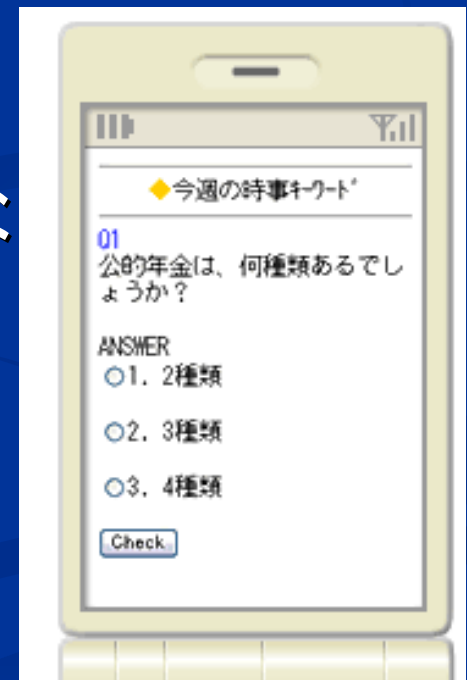 ◆今週の時事ｷｰﾜｰﾄﾞ
Q1
公的年金は、何種類あるでし
ょうか？
ANSWER
○1. 2種類
○2. 3種類
○3. 4種類
Check